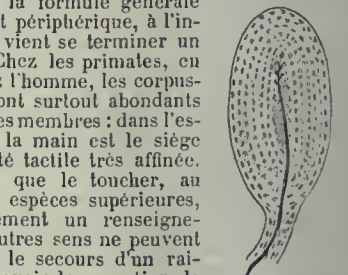 la formule générale
t périphérique, à l'in-
vient se terminer un
Chez les primates, en
z l'homme, les corpus-
ont surtout abondants
es membres : dans l'es-
la main est le siège
té tactile très affinée.
que le toucher, au
espèces supérieures,
ement un renseigne-
utres sens ne peuvent
le secours d'un rai-